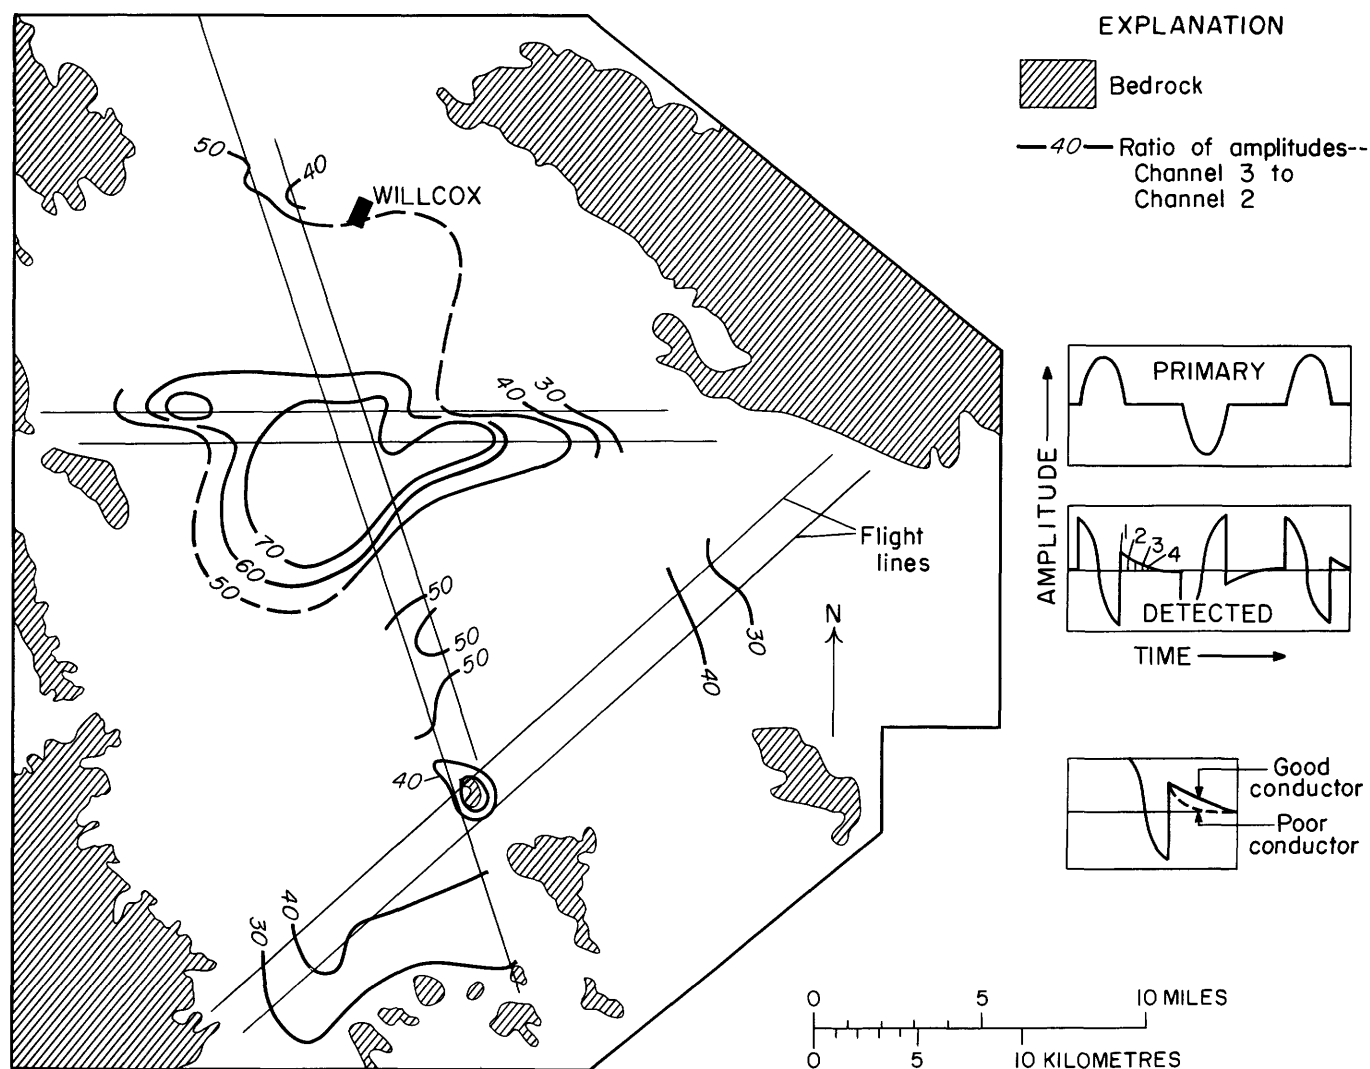 EXPLANATION
Bedrock
40
Ratio of amplitudes--
Channel 3 to
Channel 2
50
40
WILLCOX
40
30
70
60
50
Flight
lines
50
50
50
40
30
40
N
40
30
PRIMARY
AMPLITUDE
1
2
3
4
DETECTED
TIME
Good
conductor
Poor
conductor
0 5 10 MILES
0 5 10 KILOMETRES